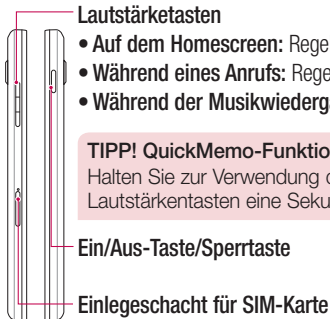 Lautstärketasten
• Auf dem Homescreen: Rege
• Während eines Anrufs: Rege
• Während der Musikwiederga
TIPP! QuickMemo-Funktio
Halten Sie zur Verwendung d
Lautstärkentasten eine Seku
Ein/Aus-Taste/Sperrtaste
Einlegeschacht für SIM-Karte